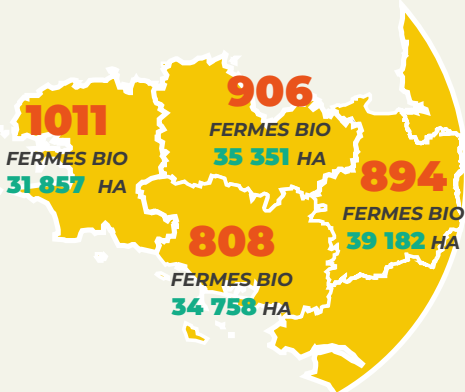 906
FERMES BIO
35 351 HA
1011
FERMES BIO
31 857 HA
894
FERMES BIO
39 182 HA
808
FERMES BIO
34 758 HA